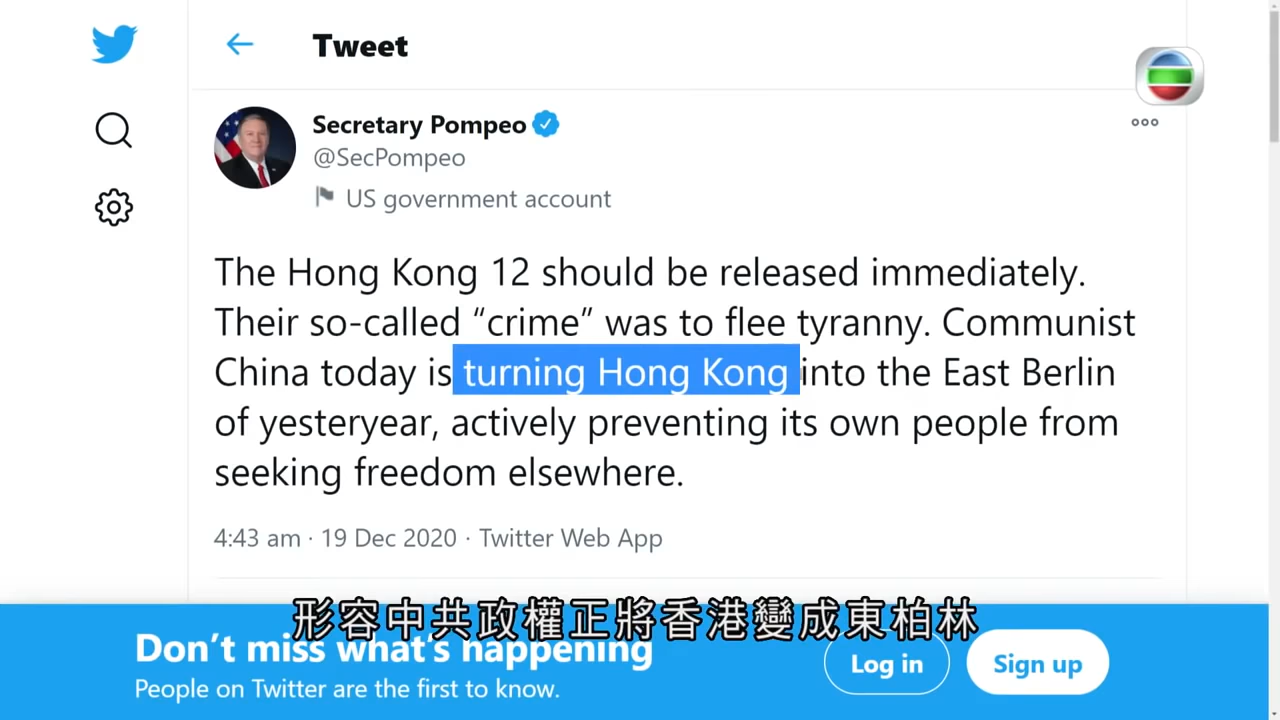 Tweet
Secretary Pompeo
@SecPompeo
US government account
The Hong Kong 12 should be released immediately.
Their so-called “crime” was to flee tyranny. Communist
China today is turning Hong Kong into the East Berlin
of yesteryear, actively preventing its own people from
seeking freedom elsewhere.
4:43 am · 19 Dec 2020 · Twitter Web App
形容中共政權正將香港變成東柏林
Don’t miss what’s happening
People on Twitter are the first to know.
Log in
Sign up